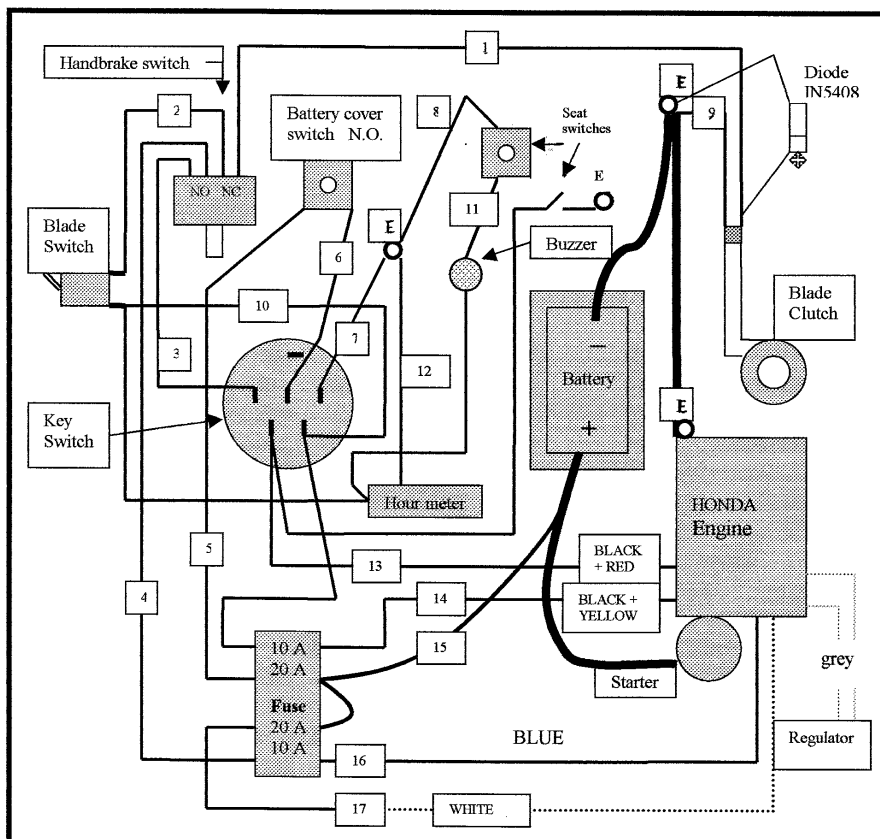 1
Handbrake switch
E
Diode
IN5408
2
Battery cover
switch N.O.
8
Seat
switches
9
NO NC
E
11
Blade
Switch
E
Buzzer
6
10
Blade
Clutch
7
3
12
Battery
E
Key
Switch
Hour meter
HONDA
Engine
5
13
BLACK
+ RED
4
14
BLACK +
YELLOW
15
10 A
20 A
Starter
grey
Fuse
20 A
10 A
BLUE
Regulator
16
17
WHITE